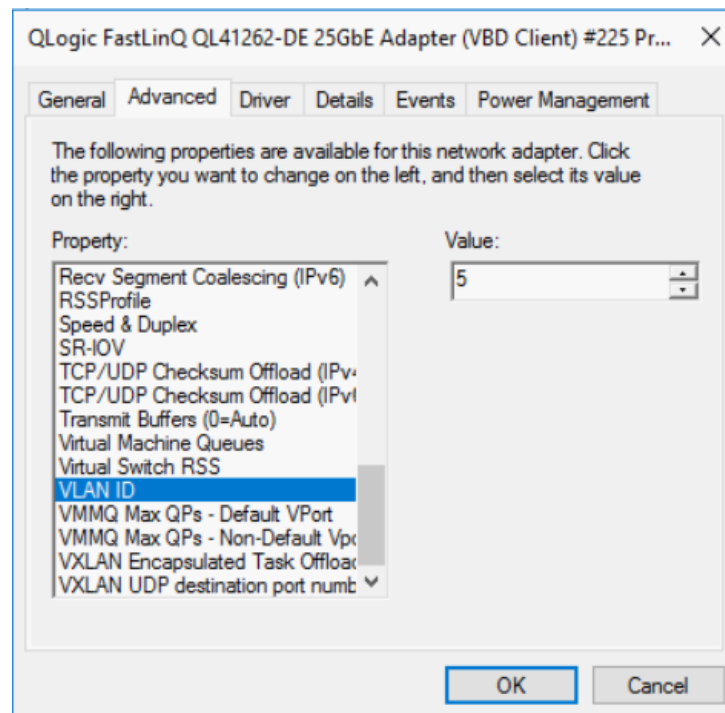 QLogic FastLinQ QL41262-DE 25GbE Adapter (VBD Client) #225 Pr...
General Advanced Driver Details Events Power Management
The following properties are available for this network adapter. Click
the property you want to change on the left, and then select its value
on the right.
Property:
Value:
Recv Segment Coalescing (IPv6)
5
RSSProfile
Speed & Duplex
SR-IOV
TCP/UDP Checksum Offload (IPv4
TCP/UDP Checksum Offload (IPv6
Transmit Buffers (0=Auto)
Virtual Machine Queues
Virtual Switch RSS
VLAN ID
VMMQ Max QPs - Default VPort
VMMQ Max QPs - Non-Default Vpo
VXLAN Encapsulated Task Offload
VXLAN UDP destination port numb
OK
Cancel